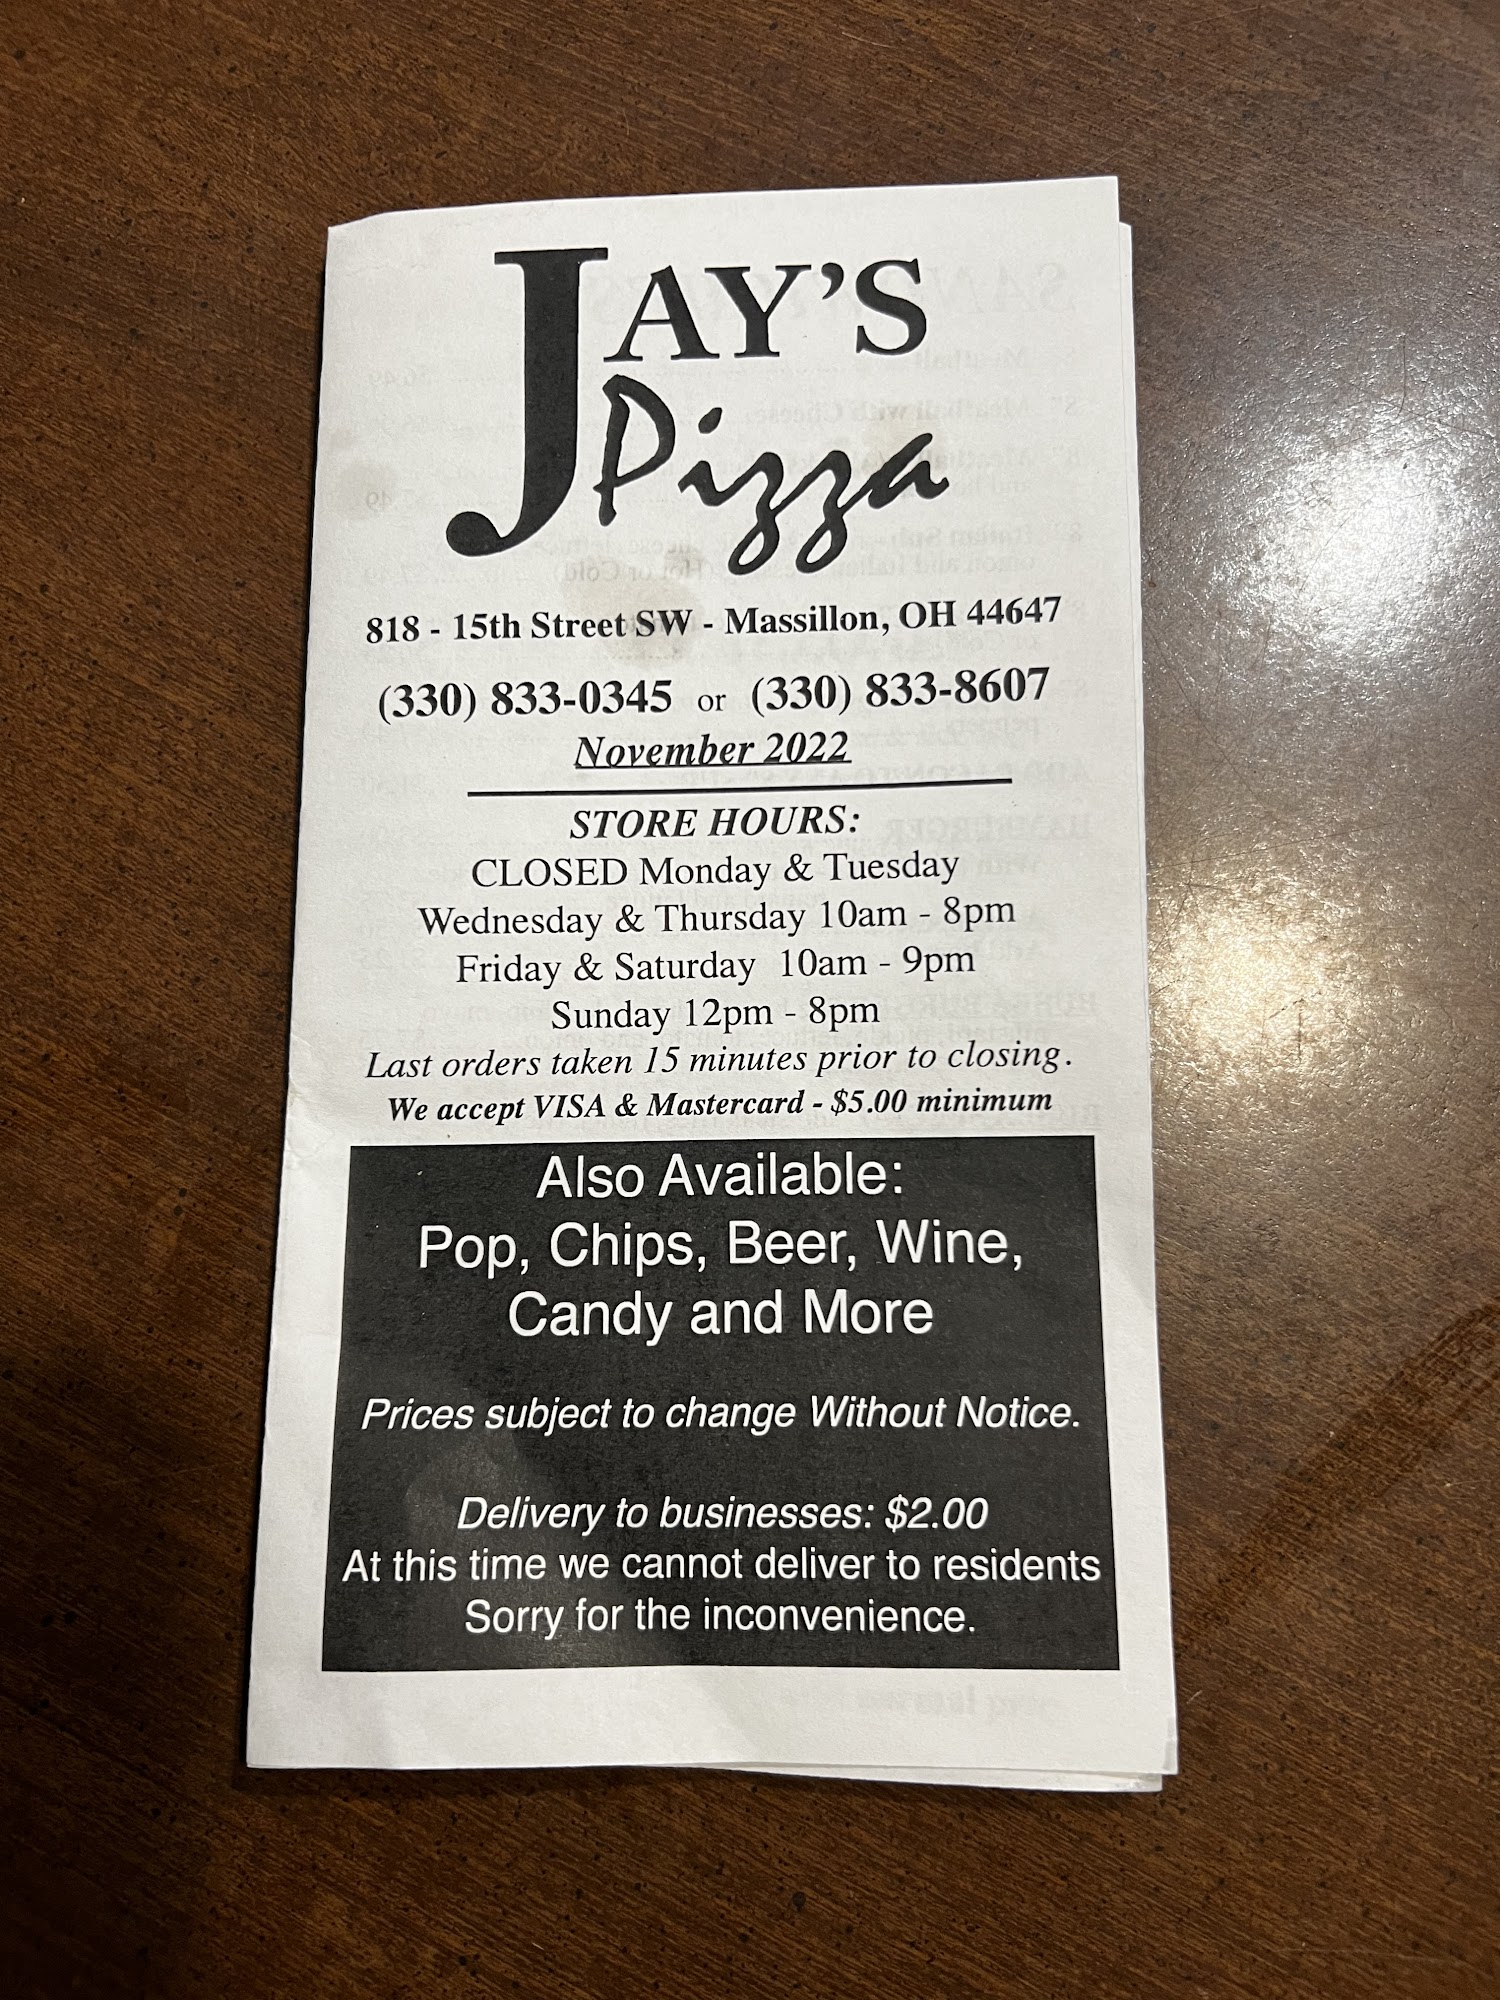 JAY'S
Pizza
818 - 15th Street SW - Massillon, OH 44647
(330) 833-0345 or (330) 833-8607
November 2022
STORE HOURS:
CLOSED Monday & Tuesday
Wednesday & Thursday 10am - 8pm
Friday & Saturday 10am - 9pm
Sunday 12pm - 8pm
Last orders taken 15 minutes prior to closing.
We accept VISA & Mastercard - $5.00 minimum
Also Available:
Pop, Chips, Beer, Wine,
Candy and More
Prices subject to change Without Notice.
Delivery to businesses: $2.00
At this time we cannot deliver to residents
Sorry for the inconvenience.